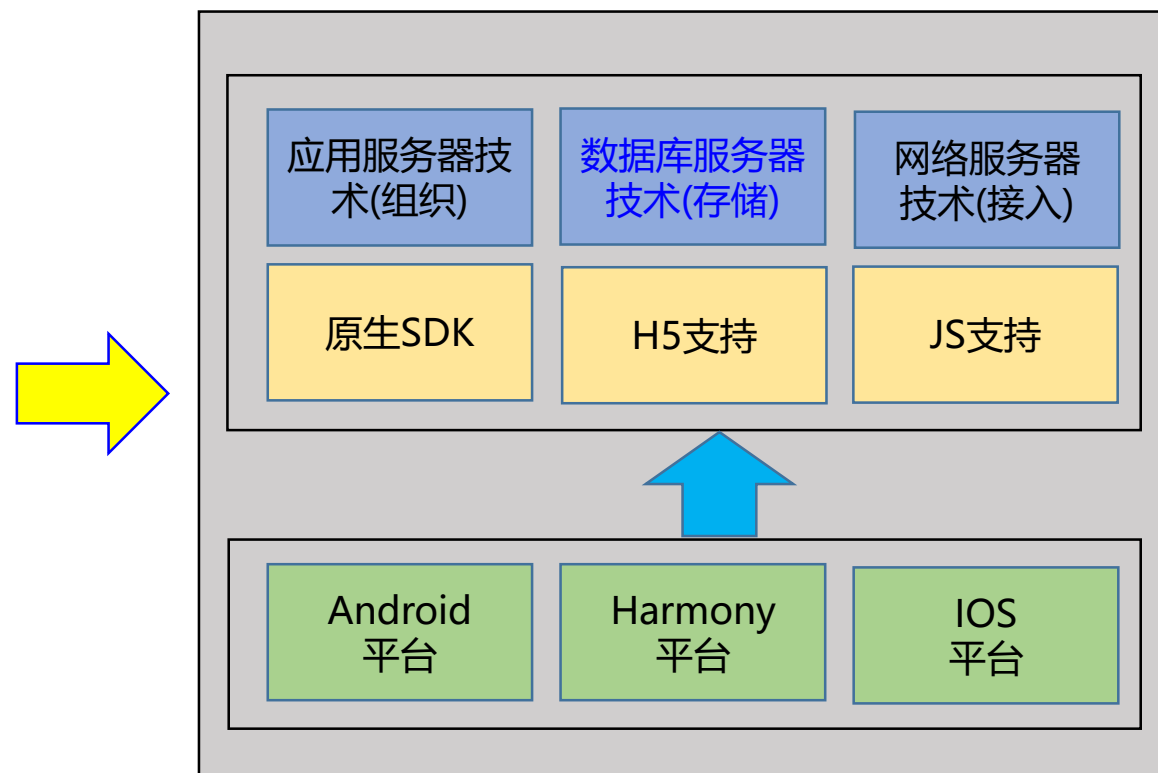 应用服务器技
术(组织)
数据库服务器
技术(存储)
网络服务器
技术(接入)
原生SDK
H5支持
JS支持
Android
平台
Harmony
平台
IOS
平台